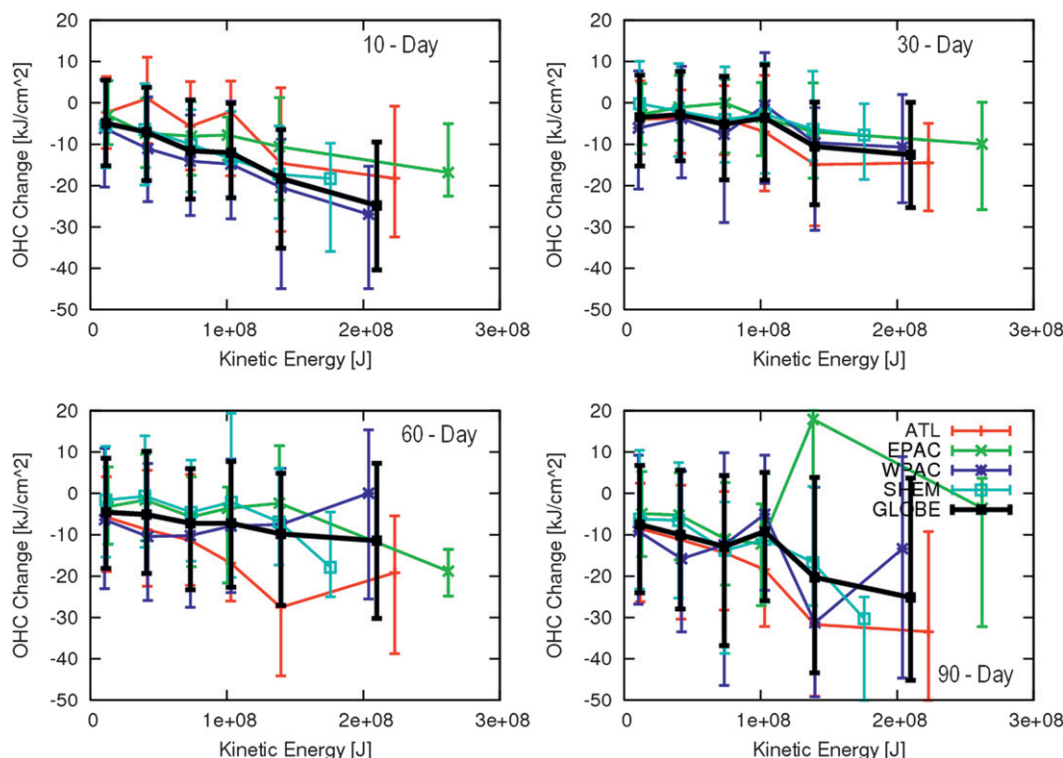 20
10
0
-10
-20
-30
-40
-50
OHC Change [kJ/cm^2]
10 - Day
0 1e+08 2e+08 3e+08
Kinetic Energy [J]
20
10
0
-10
-20
-30
-40
-50
OHC Change [kJ/cm^2]
30 - Day
0 1e+08 2e+08 3e+08
Kinetic Energy [J]
20
10
0
-10
-20
-30
-40
-50
OHC Change [kJ/cm^2]
60 - Day
0 1e+08 2e+08 3e+08
Kinetic Energy [J]
20
10
0
-10
-20
-30
-40
-50
OHC Change [kJ/cm^2]
ATL
EPAC
WPAC
SHEM
GLOBE
90 - Day
0 1e+08 2e+08 3e+08
Kinetic Energy [J]